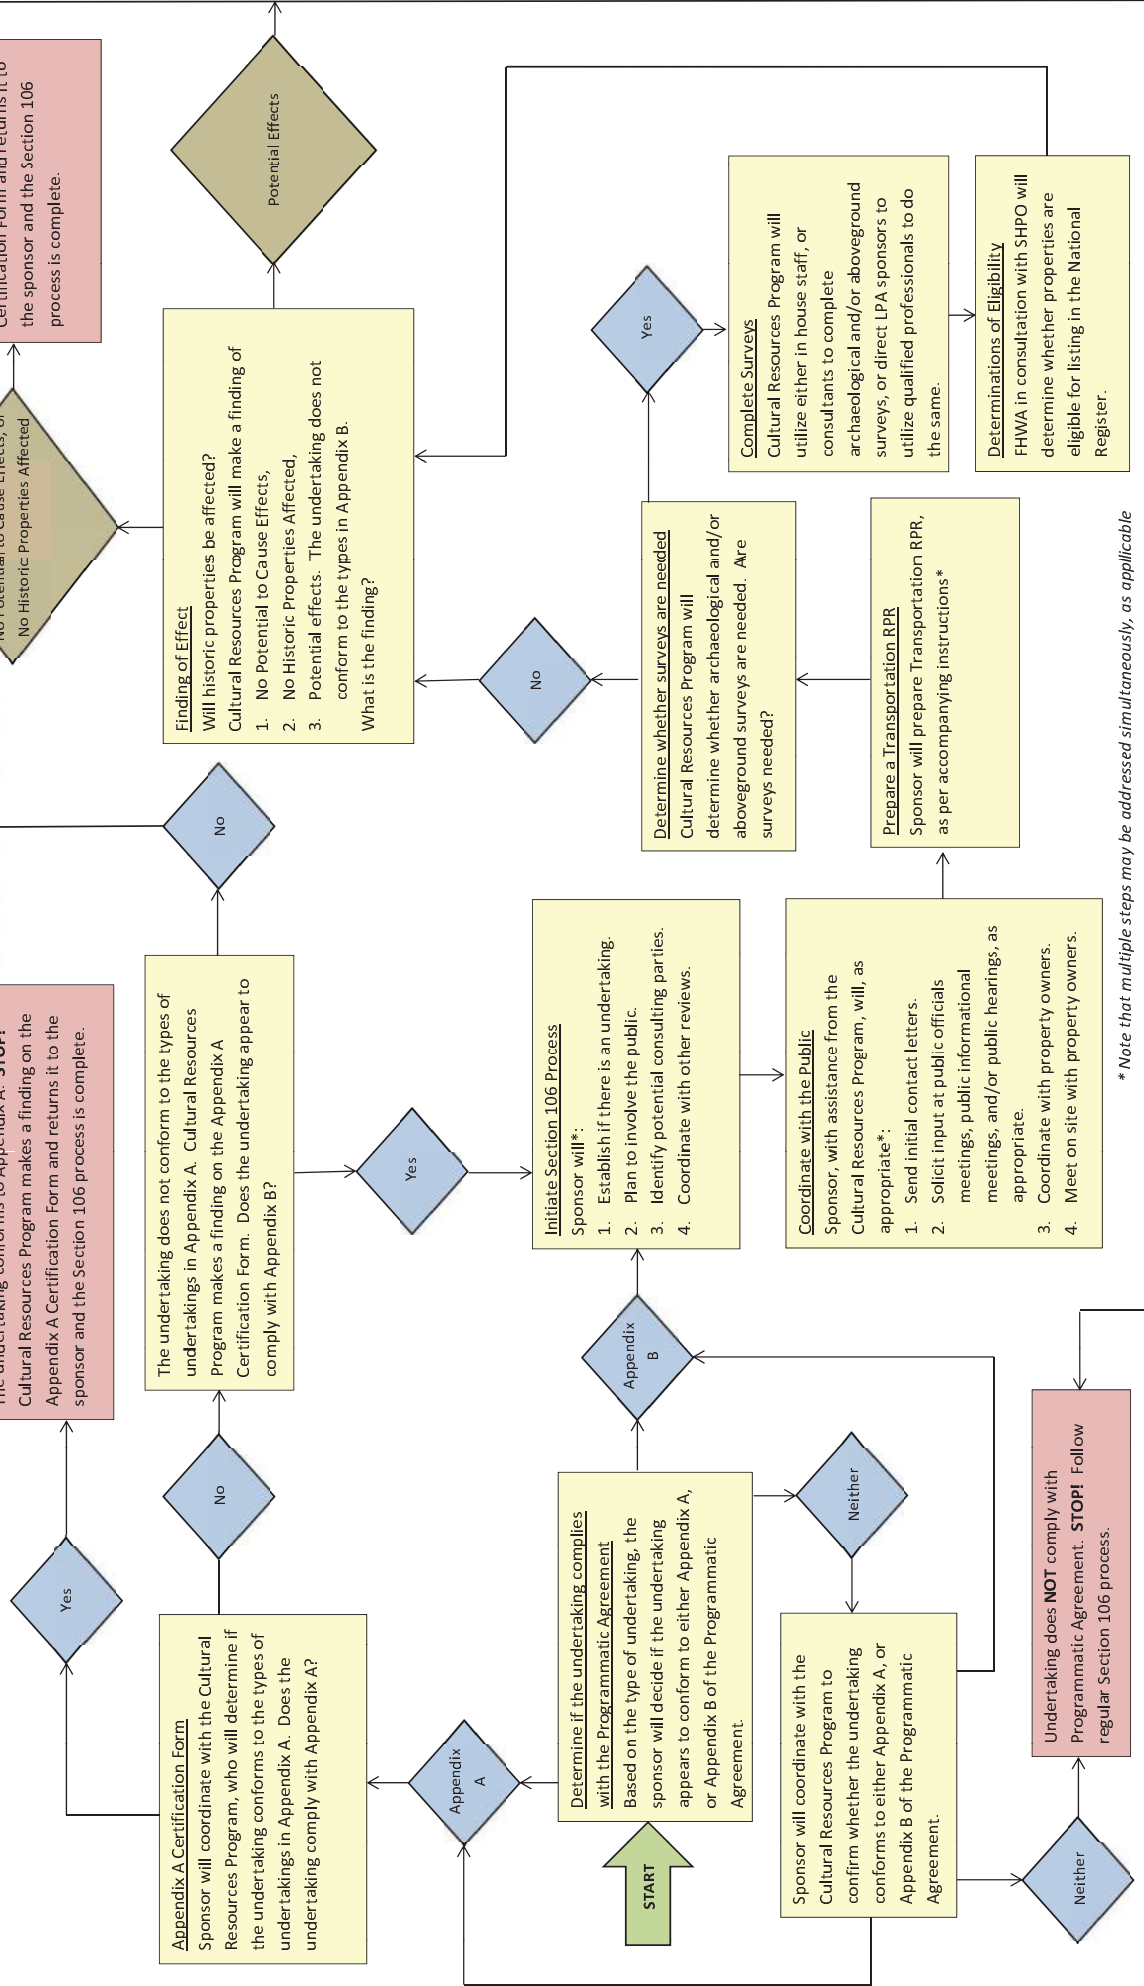 START
Determine if the undertaking complies
with the Programmatic Agreement
Based on the type of undertaking, the
sponsor will decide if the undertaking
appears to conform to either Appendix A,
or Appendix B of the Programmatic
Agreement.
Appendix
A
Appendix
B
Neither
Sponsor will coordinate with the
Cultural Resources Program to
confirm whether the undertaking
conforms to either Appendix A, or
Appendix B of the Programmatic
Agreement.
Neither
Undertaking does NOT comply with
Programmatic Agreement. STOP! Follow
regular Section 106 process.
Appendix A Certification Form
Sponsor will coordinate with the Cultural
Resources Program, who will determine if
the undertaking conforms to the types of
undertakings in Appendix A. Does the
undertaking comply with Appendix A?
Yes
No
Cultural Resources Program makes a finding on the
Appendix A Certification Form and returns it to the
sponsor and the Section 106 process is complete.
The undertaking does not conform to the types of
undertakings in Appendix A. Cultural Resources
Program makes a finding on the Appendix A
Certification Form. Does the undertaking appear to
comply with Appendix B?
Yes
No
Initiate Section 106 Process
Sponsor will*:
1. Establish if there is an undertaking.
2. Plan to involve the public.
3. Identify potential consulting parties.
4. Coordinate with other reviews.
Coordinate with the Public
Sponsor, with assistance from the
Cultural Resources Program, will, as
appropriate*:
1. Send initial contact letters.
2. Solicit input at public officials
meetings, public informational
meetings, and/or public hearings, as
appropriate.
3. Coordinate with property owners.
4. Meet on site with property owners.
Prepare a Transportation RPR
Sponsor will prepare Transportation RPR,
as per accompanying instructions*
Determine whether surveys are needed
Cultural Resources Program will
determine whether archaeological and/or
aboveground surveys are needed. Are
surveys needed?
No
Yes
Complete Surveys
Cultural Resources Program will
utilize either in house staff, or
consultants to complete
archaeological and/or aboveground
surveys, or direct LPA sponsors to
utilize qualified professionals to do
the same.
Determinations of Eligibility
FHWA in consultation with SHPO will
determine whether properties are
eligible for listing in the National
Register.
Finding of Effect
Will historic properties be affected?
Cultural Resources Program will make a finding of
1. No Potential to Cause Effects,
2. No Historic Properties Affected,
3. Potential effects. The undertaking does not
conform to the types in Appendix B.
What is the finding?
No Historic Properties Affected
Potential Effects
the sponsor and the Section 106
process is complete.
* Note that multiple steps may be addressed simultaneously, as applicable